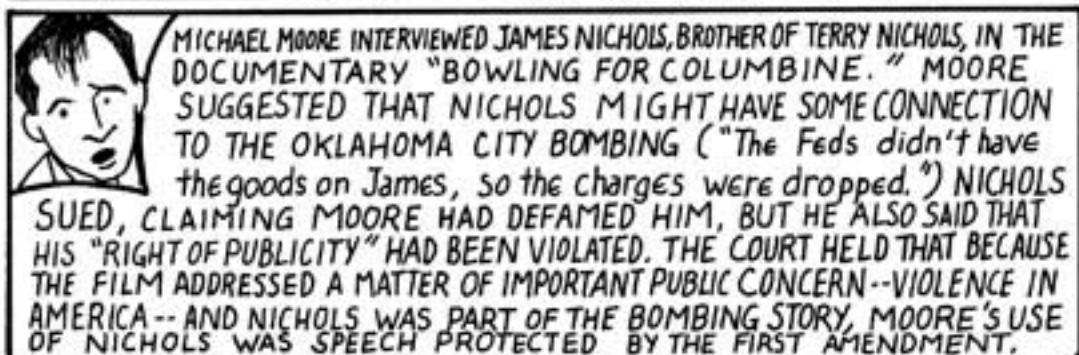 MICHAEL MOORE INTERVIEWED JAMES NICHOLS, BROTHER OF TERRY NICHOLS, IN THE
DOCUMENTARY "BOWLING FOR COLUMBINE." MOORE
SUGGESTED THAT NICHOLS MIGHT HAVE SOME CONNECTION
TO THE OKLAHOMA CITY BOMBING ("The Feds didn't have
the goods on James, so the charges were dropped.") NICHOLS
SUED, CLAIMING MOORE HAD DEFAMED HIM, BUT HE ALSO SAID THAT
HIS "RIGHT OF PUBLICITY" HAD BEEN VIOLATED. THE COURT HELD THAT BECAUSE
THE FILM ADDRESSED A MATTER OF IMPORTANT PUBLIC CONCERN--VIOLENCE IN
AMERICA--AND NICHOLS WAS PART OF THE BOMBING STORY, MOORE'S USE
OF NICHOLS WAS SPEECH PROTECTED BY THE FIRST AMENDMENT.